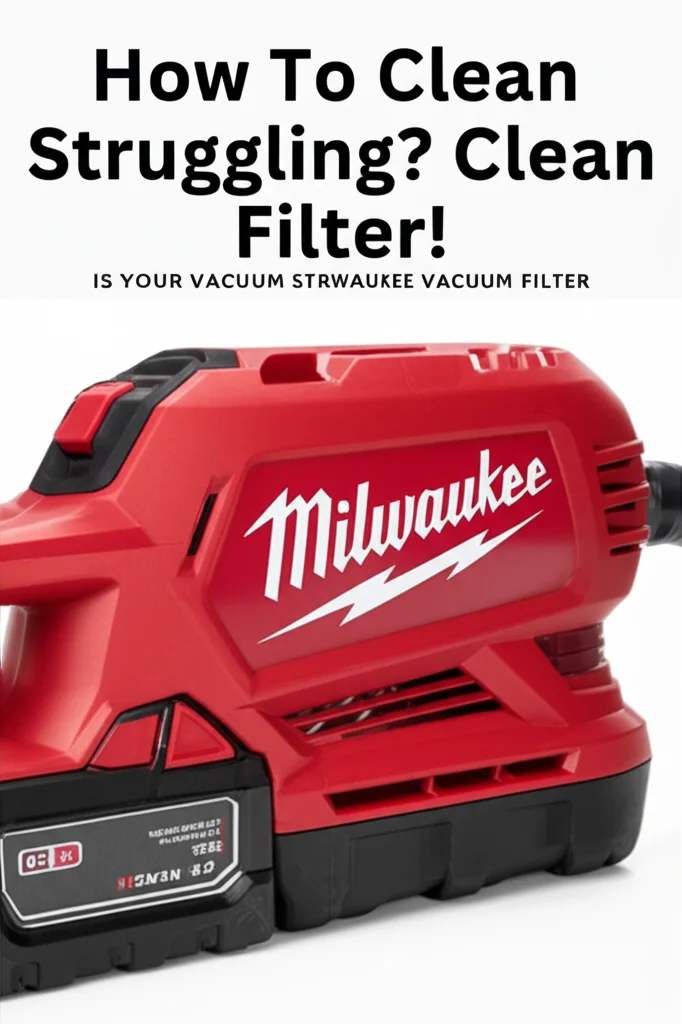 How To Clean
Struggling? Clean
Filter!
IS YOUR VACUUM STRWAUKEE VACUUM FILTER
Milwaukee